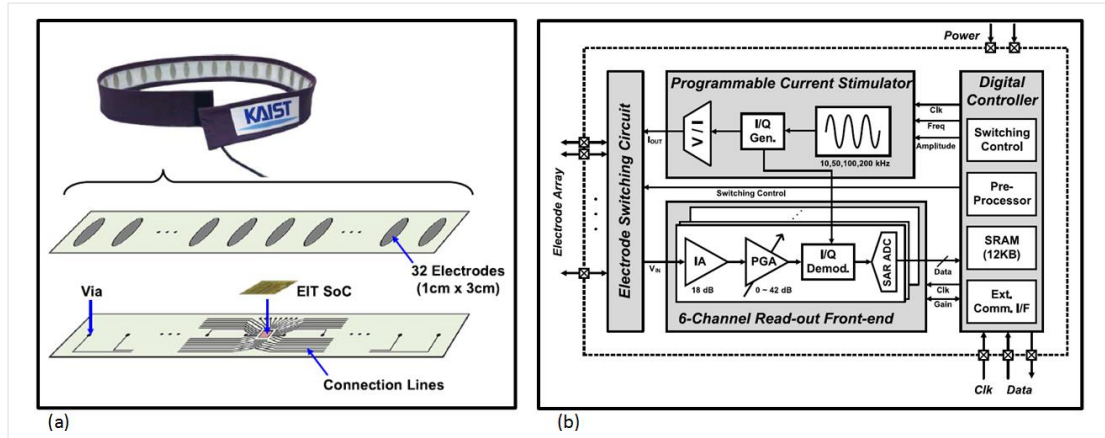 KAIST
32 Electrodes
(1cm x 3cm)
Via
EIT SoC
Connection Lines
(a)
Power
Programmable Current Stimulator
Digital
Controller
Electrode Array
Electrode Switching Circuit
V / I
I/Q
Gen.
10,50,100,200 kHz
IOUT
Clk
Freq
Amplitude
Switching
Control
Switching Control
Pre-
Processor
VIN
IA
18 dB
PGA
0 ~ 42 dB
I/Q
Demod.
SAR ADC
Data
Clk
Gain
SRAM
(12KB)
Ext.
Comm. I/F
6-Channel Read-out Front-end
Clk
Data
(b)